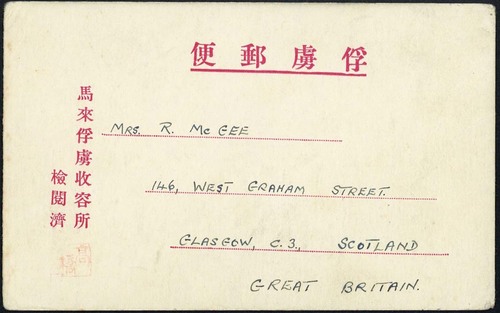 俘虜郵便
馬來俘虜收容所
檢閱濟
MRS. R. MCGEE
146, WEST GRAHAM STREET.
GLASGOW, C.3., SCOTLAND
GREAT BRITAIN.